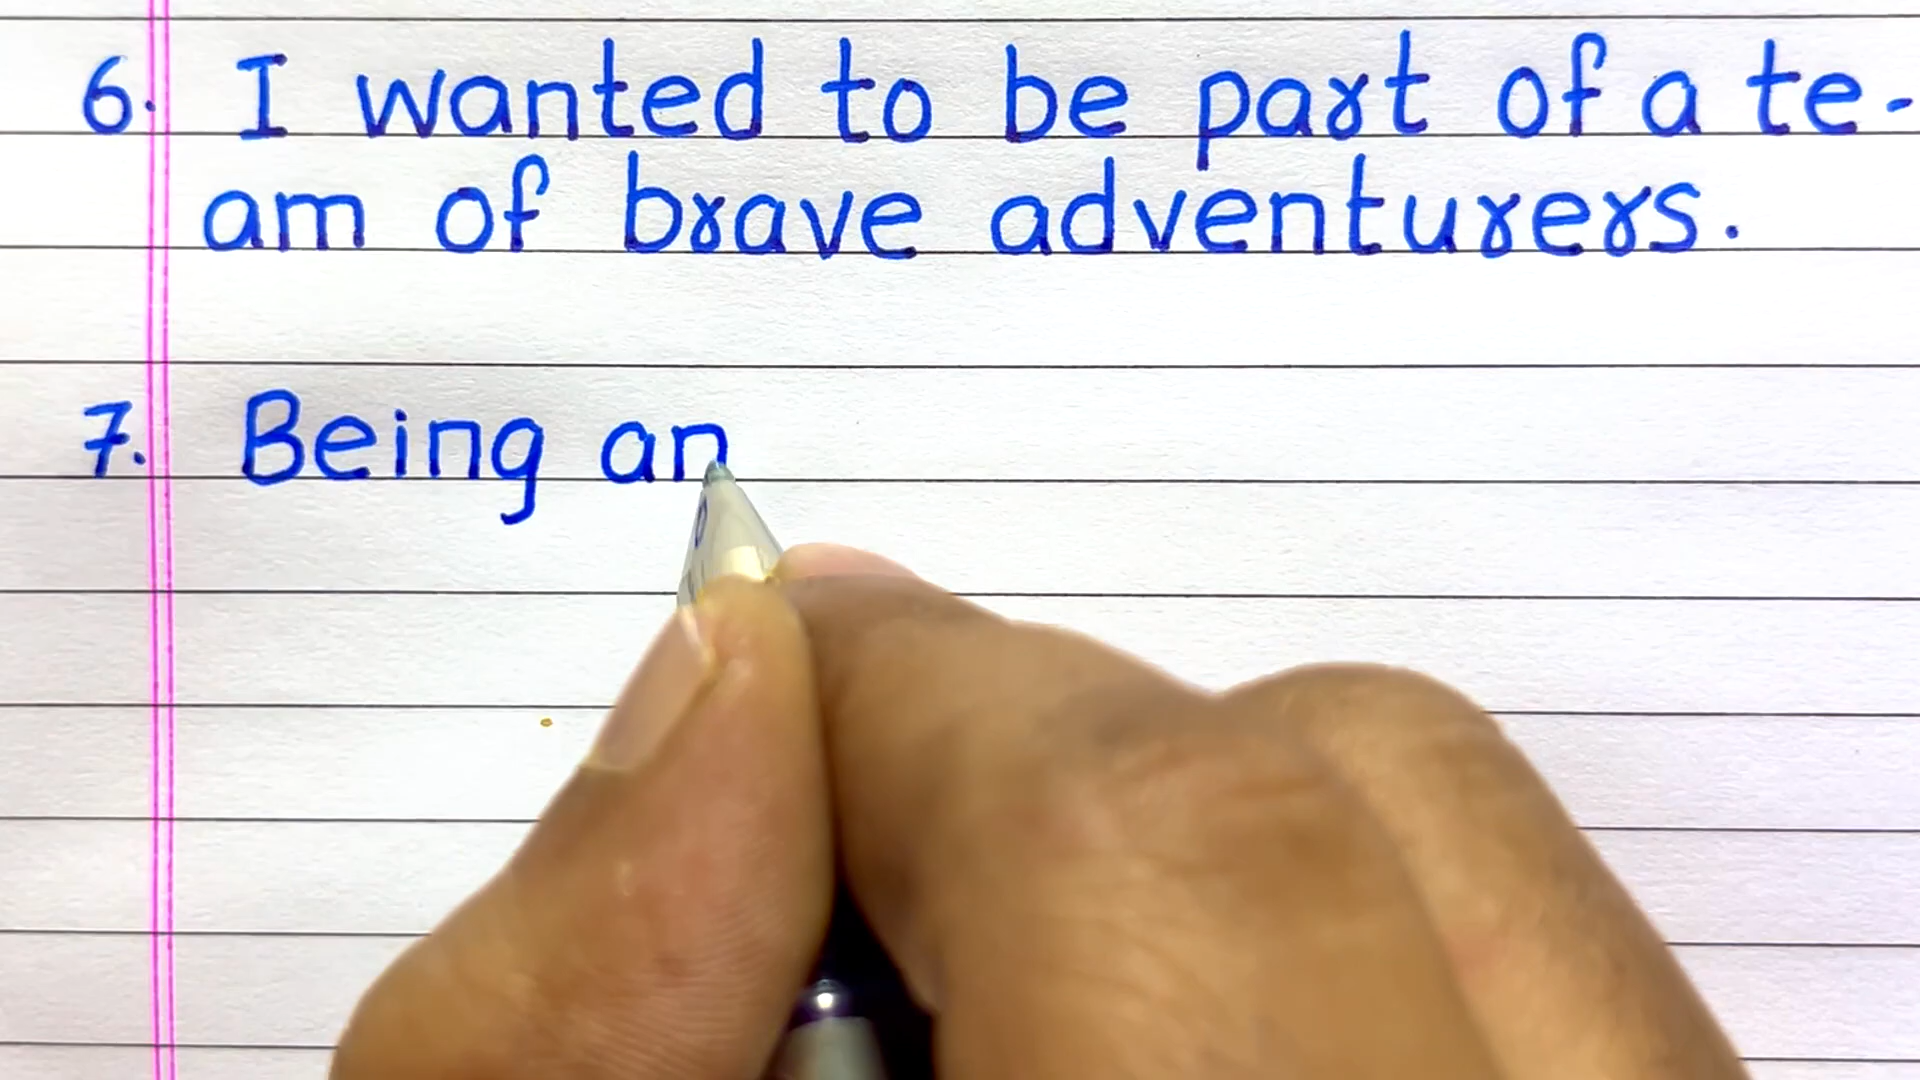 6. I wanted to be part of a te-
am of brave adventurers.
7. Being an